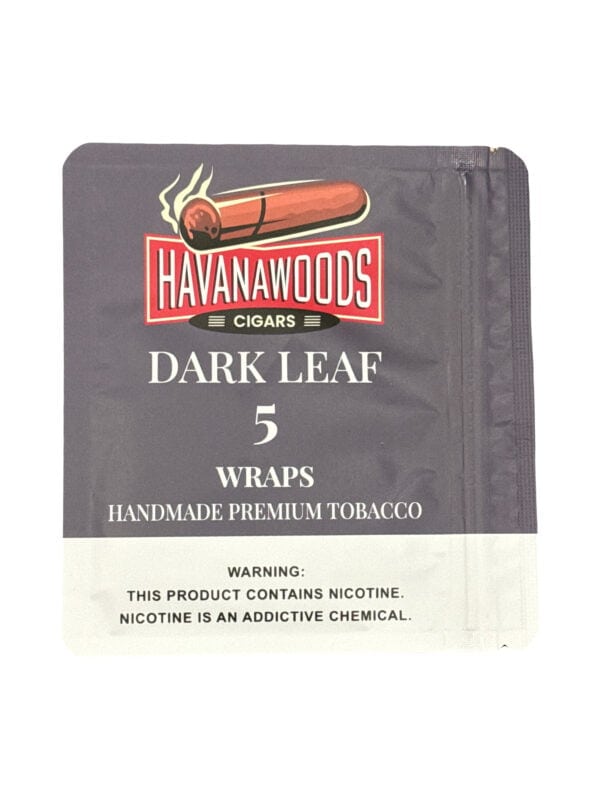 HAVANAWOODS
CIGARS
DARK LEAF
5
WRAPS
HANDMADE PREMIUM TOBACCO
WARNING:
THIS PRODUCT CONTAINS NICOTINE.
NICOTINE IS AN ADDICTIVE CHEMICAL.